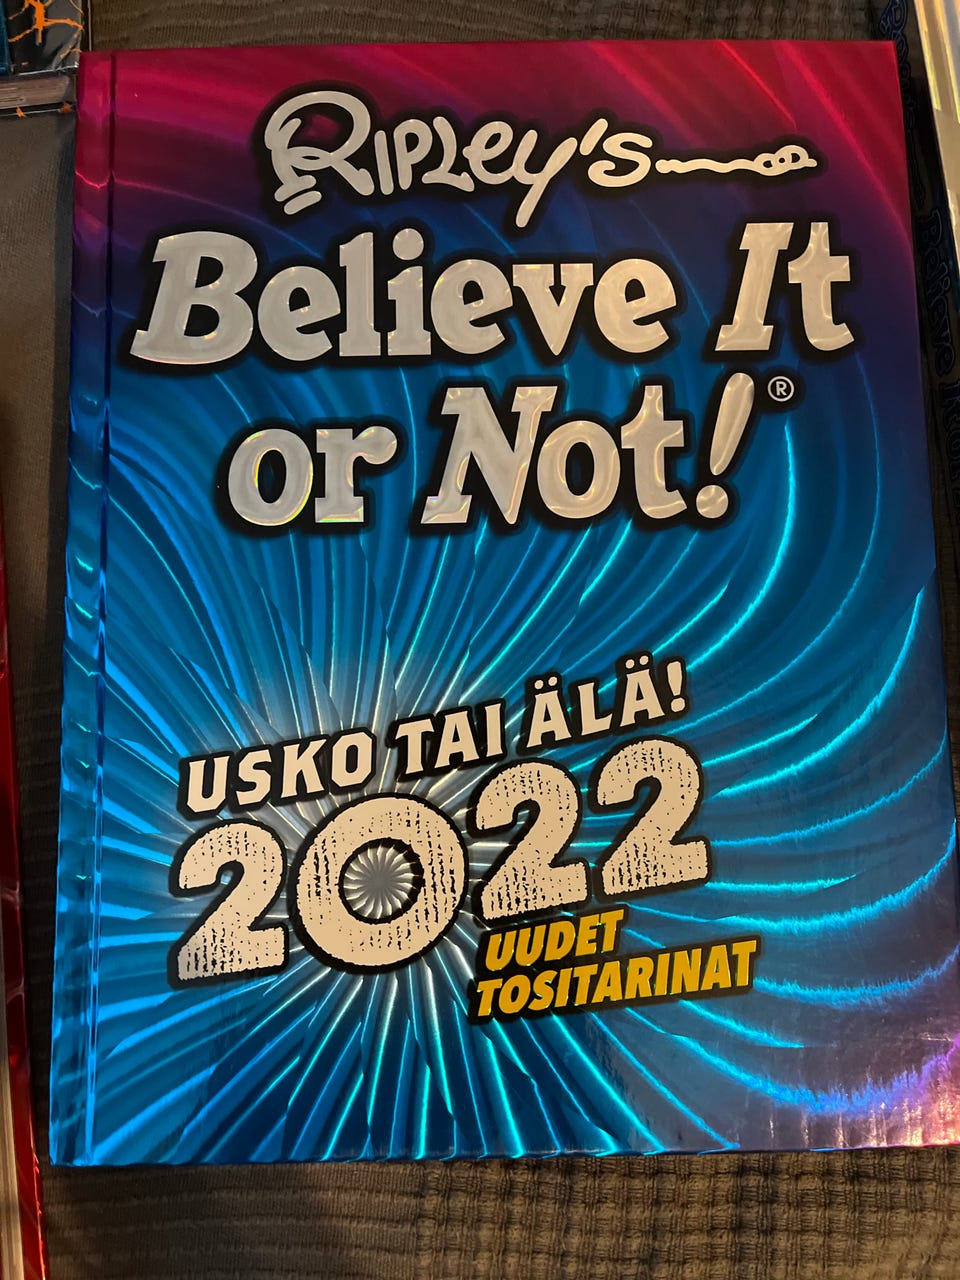 RIPLEY'S
Believe It
or Not!®
USKO TAI ÄLÄ!
2022
UUDET
TOSITARINAT